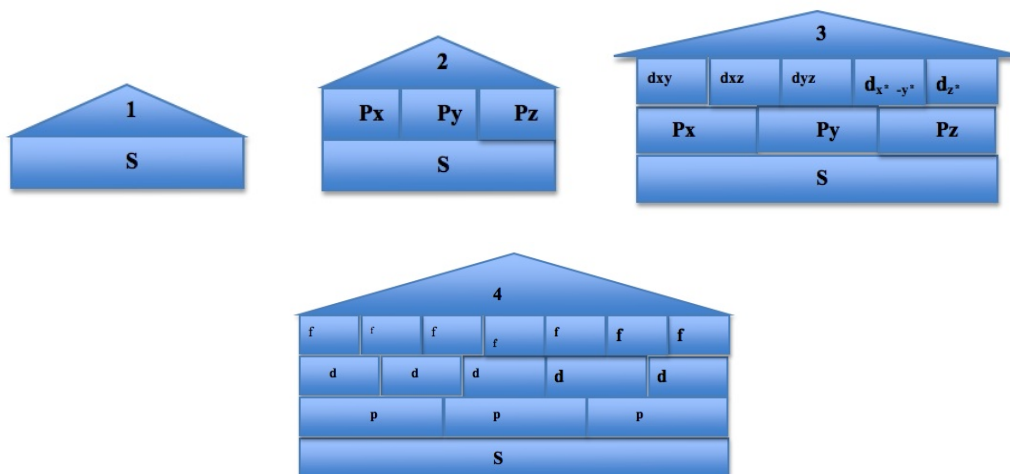 1
S
2
Px Py Pz
S
3
dxy dxz dyz dx² -y² dz²
Px Py Pz
S
4
f f f f f f f
d d d d d
p p p
S